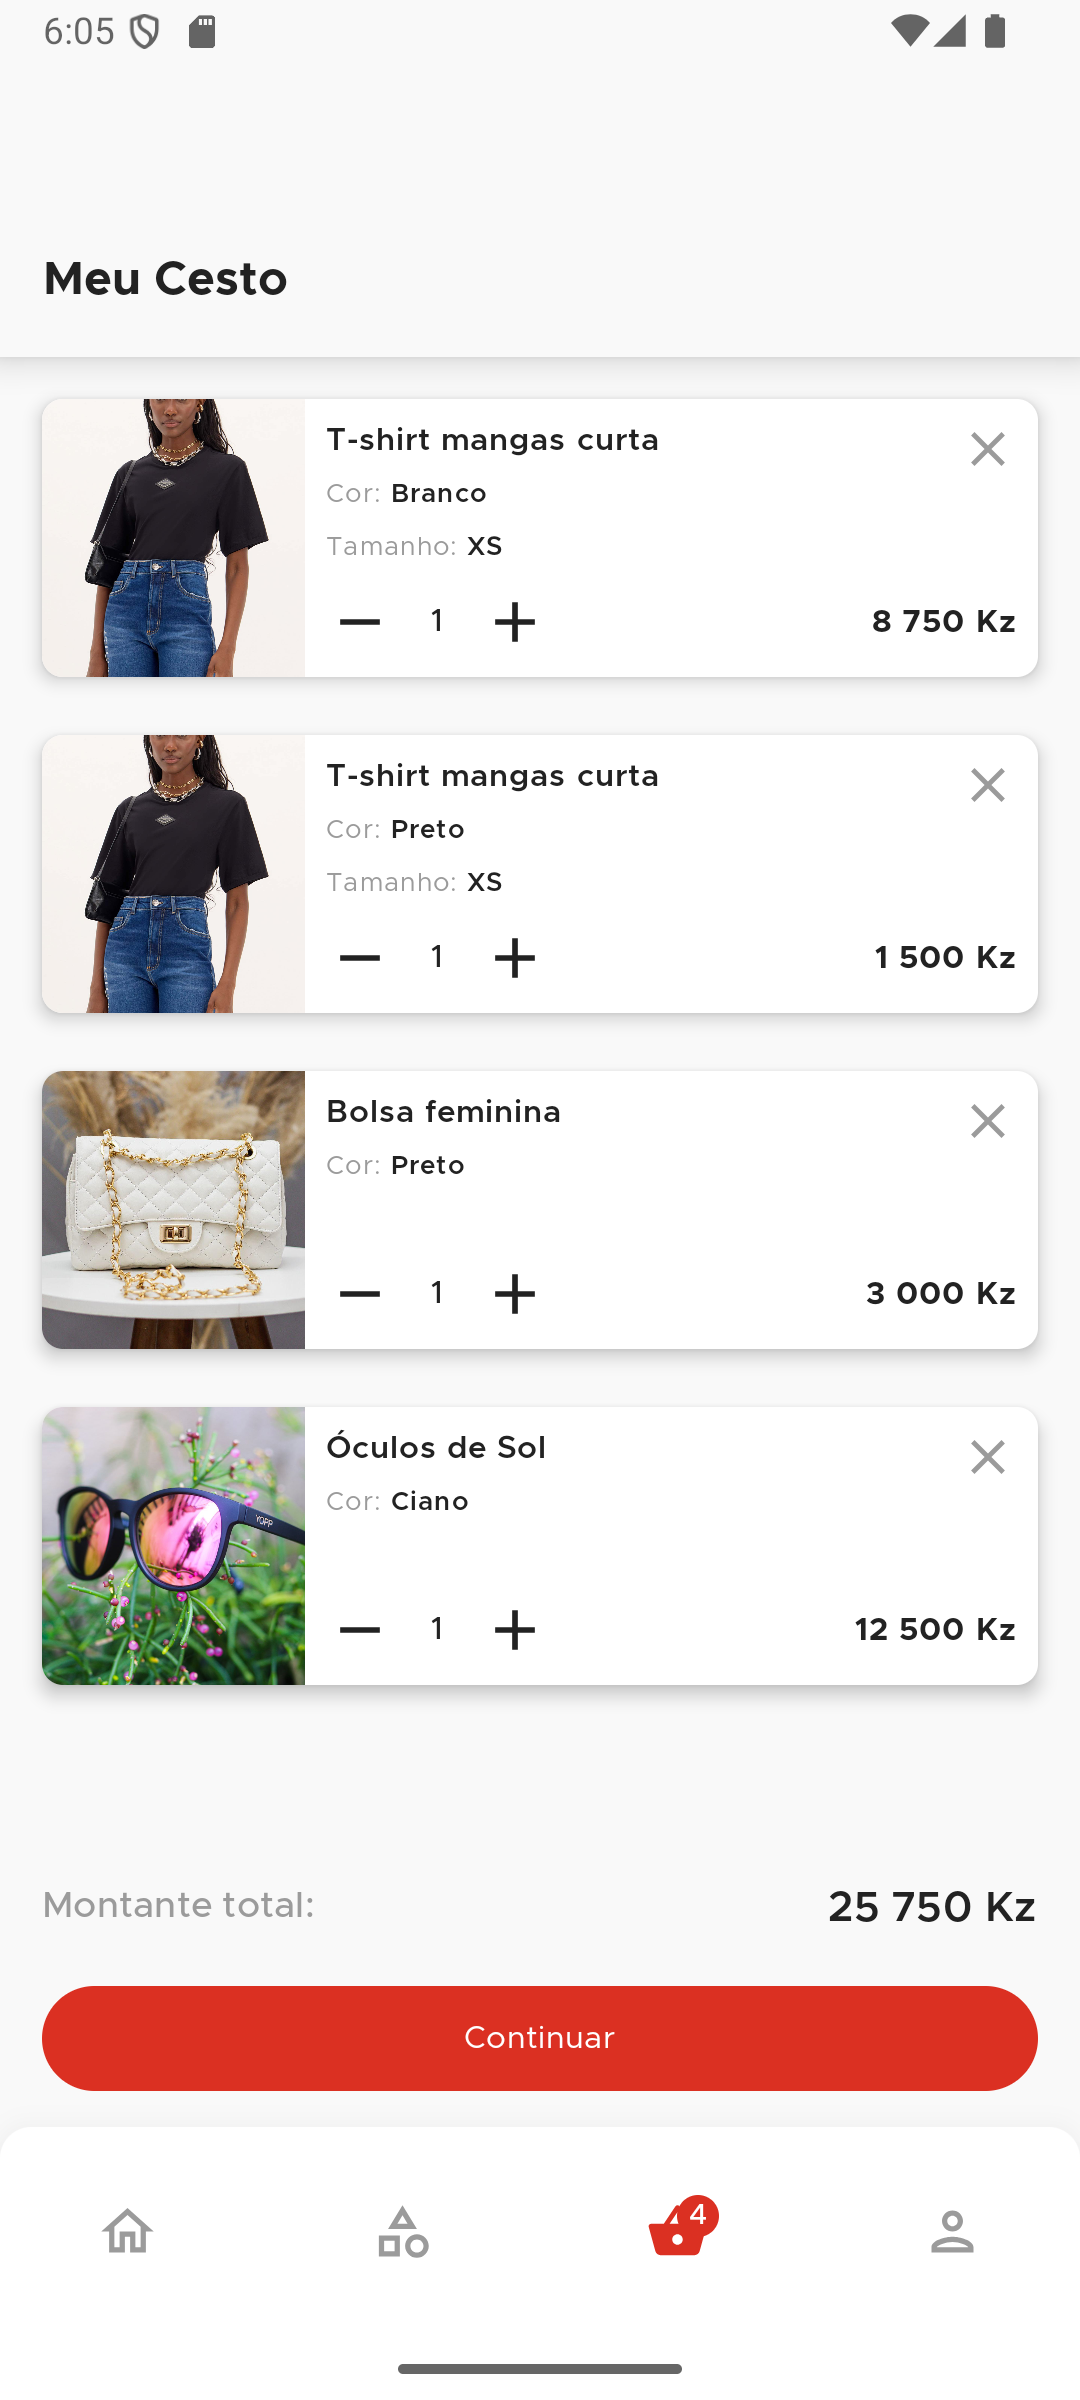 6:05
Meu Cesto
T-shirt mangas curta
Cor: Branco
Tamanho: XS
1
8 750 Kz
T-shirt mangas curta
Cor: Preto
Tamanho: XS
1
1 500 Kz
Bolsa feminina
Cor: Preto
1
3 000 Kz
Óculos de Sol
Cor: Ciano
1
12 500 Kz
Montante total:
25 750 Kz
Continuar
4